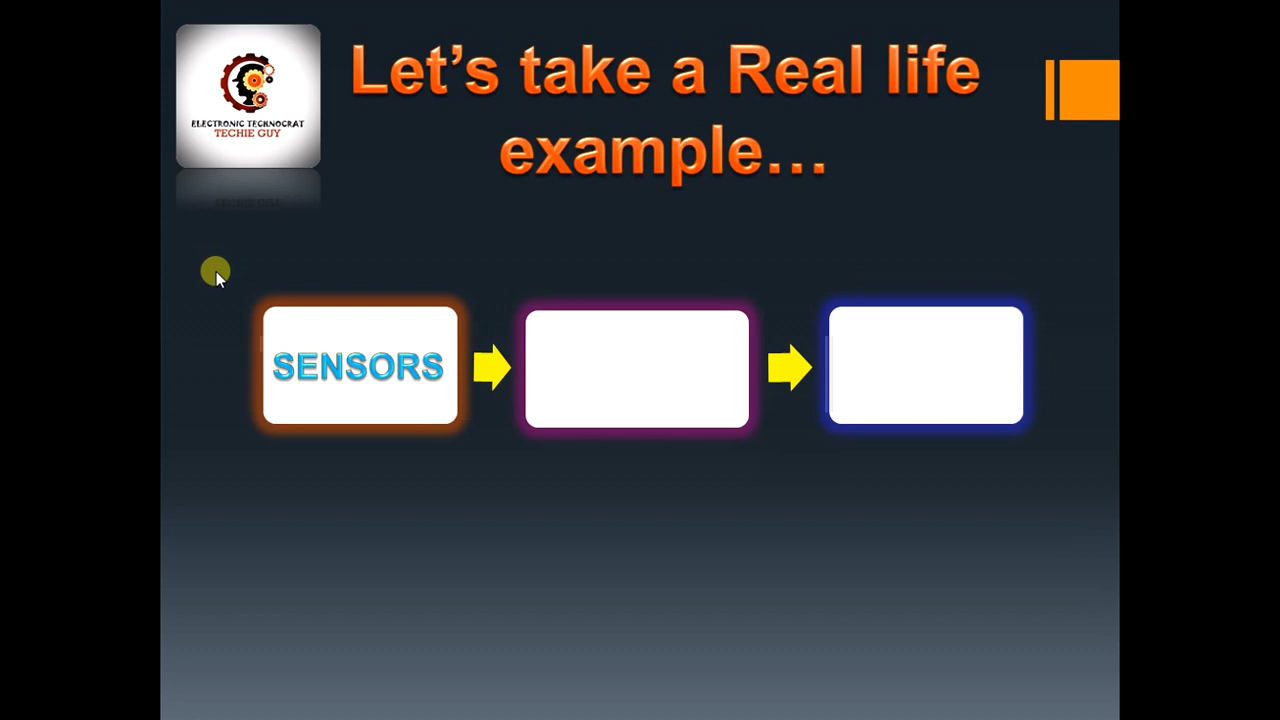 Let's take a Real life
example...
ELECTRONIC TECHNOCRAT
TECHIE GUY
SENSORS